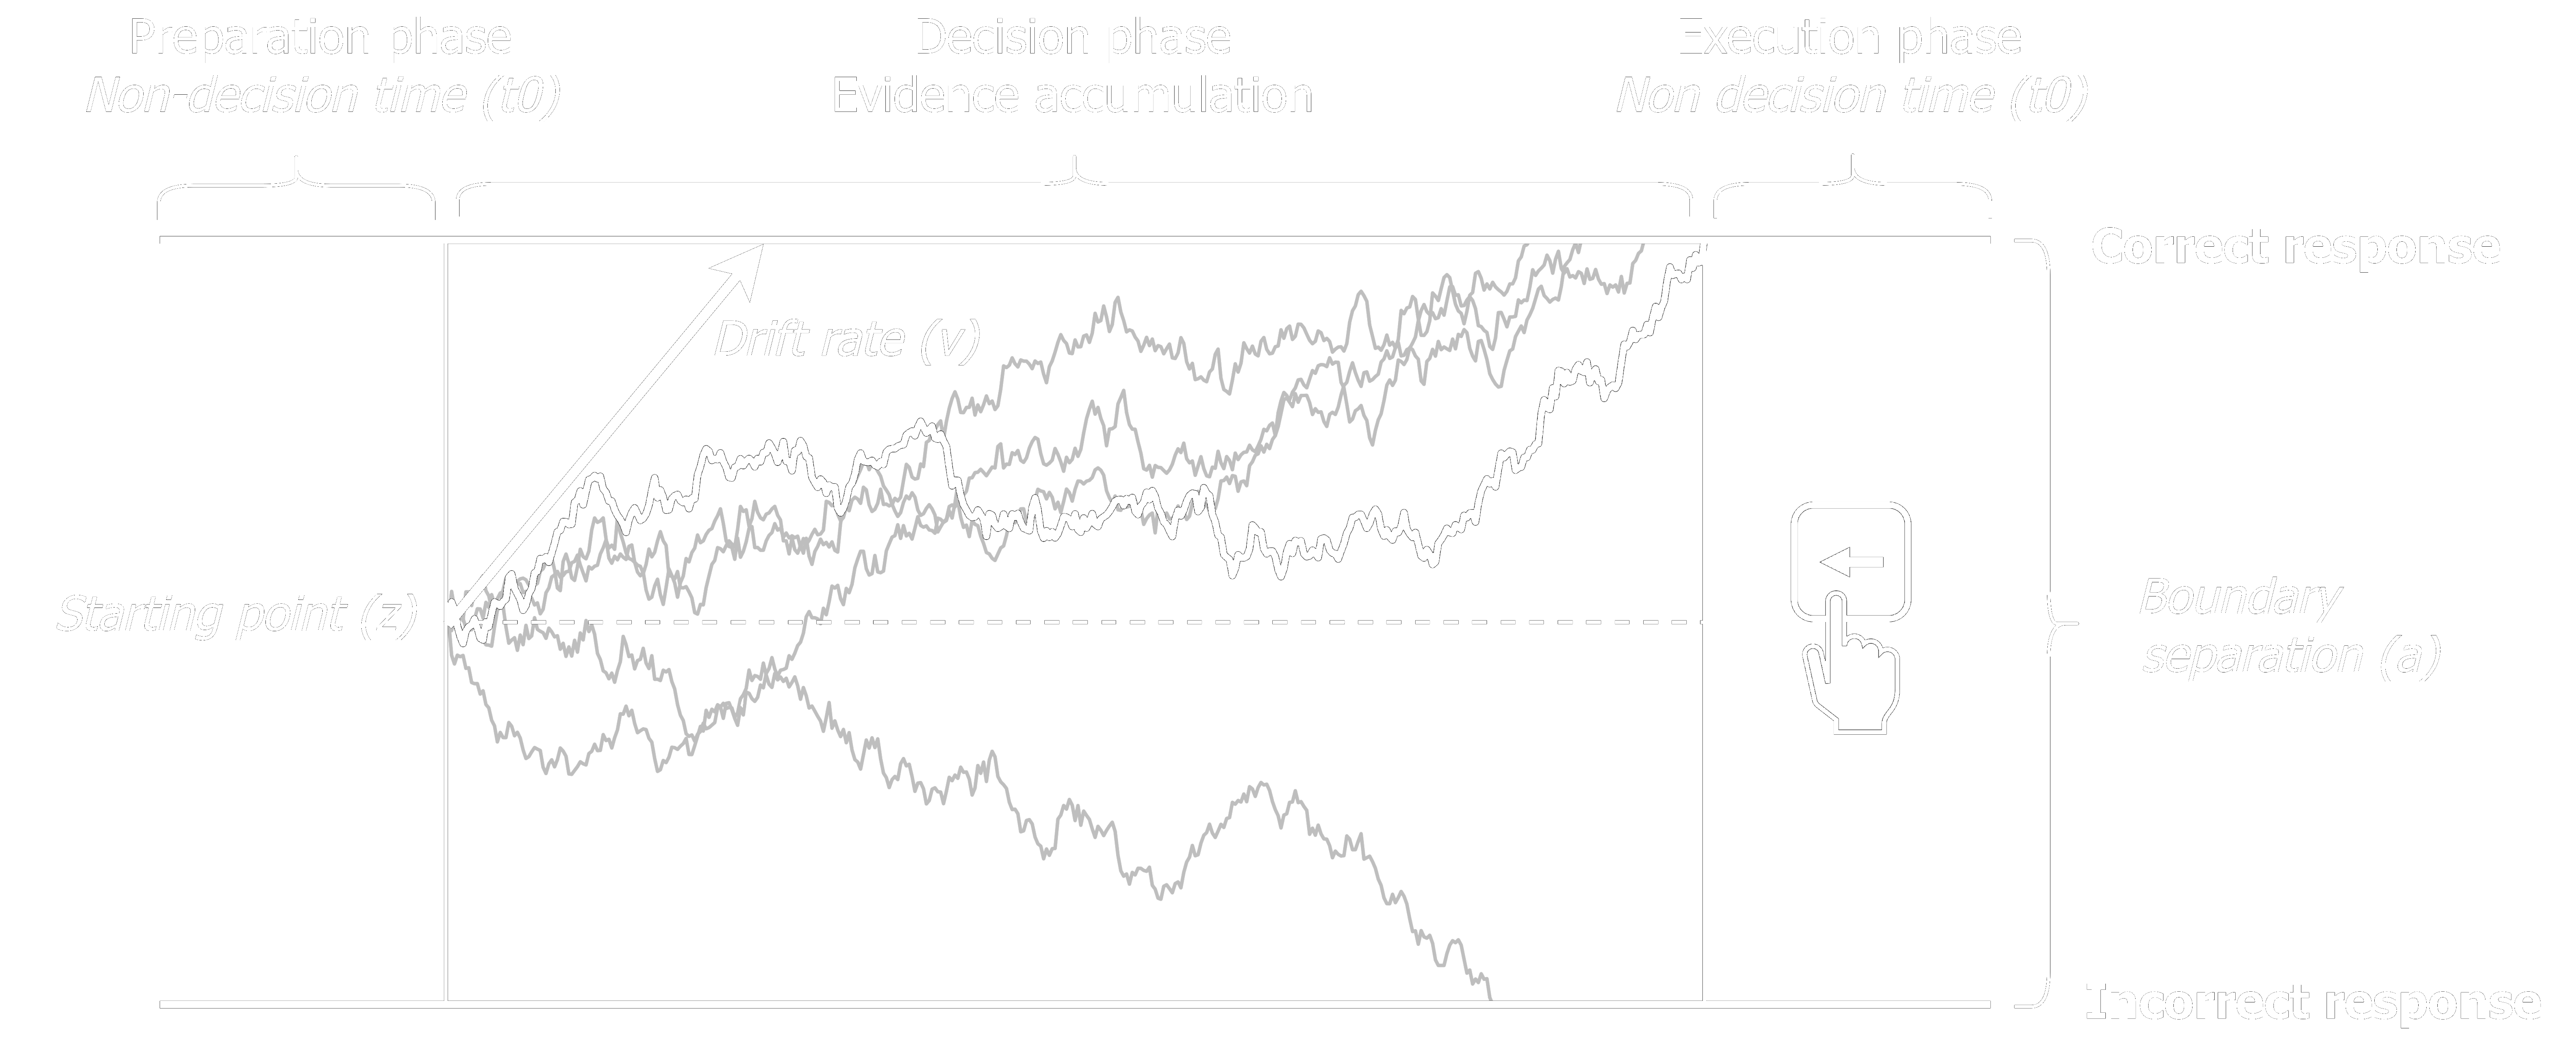 Preparation phase
Non-decision time (t0)
Decision phase
Evidence accumulation
Execution phase
Non decision time (t0)
Correct response
Drift rate (v)
Starting point (z)
Boundary
separation (a)
Incorrect response